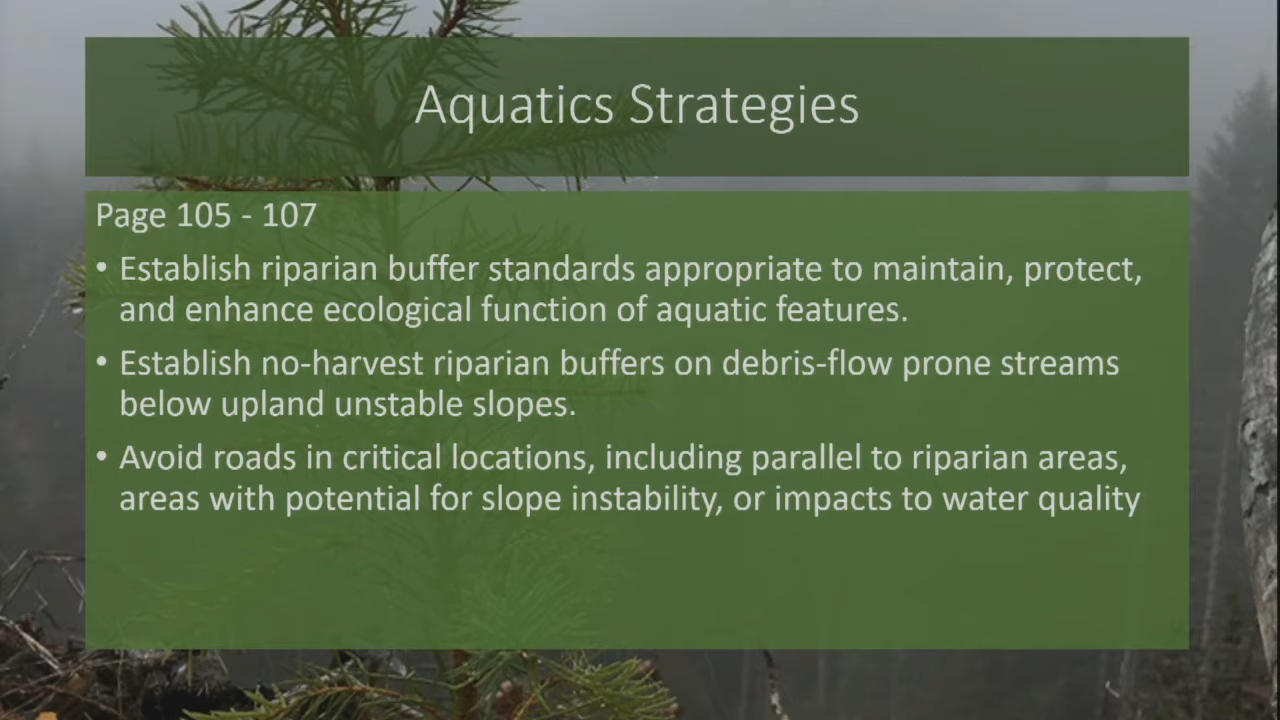 Aquatics Strategies
Page 105 - 107
• Establish riparian buffer standards appropriate to maintain, protect,
and enhance ecological function of aquatic features.
• Establish no-harvest riparian buffers on debris-flow prone streams
below upland unstable slopes.
• Avoid roads in critical locations, including parallel to riparian areas,
areas with potential for slope instability, or impacts to water quality